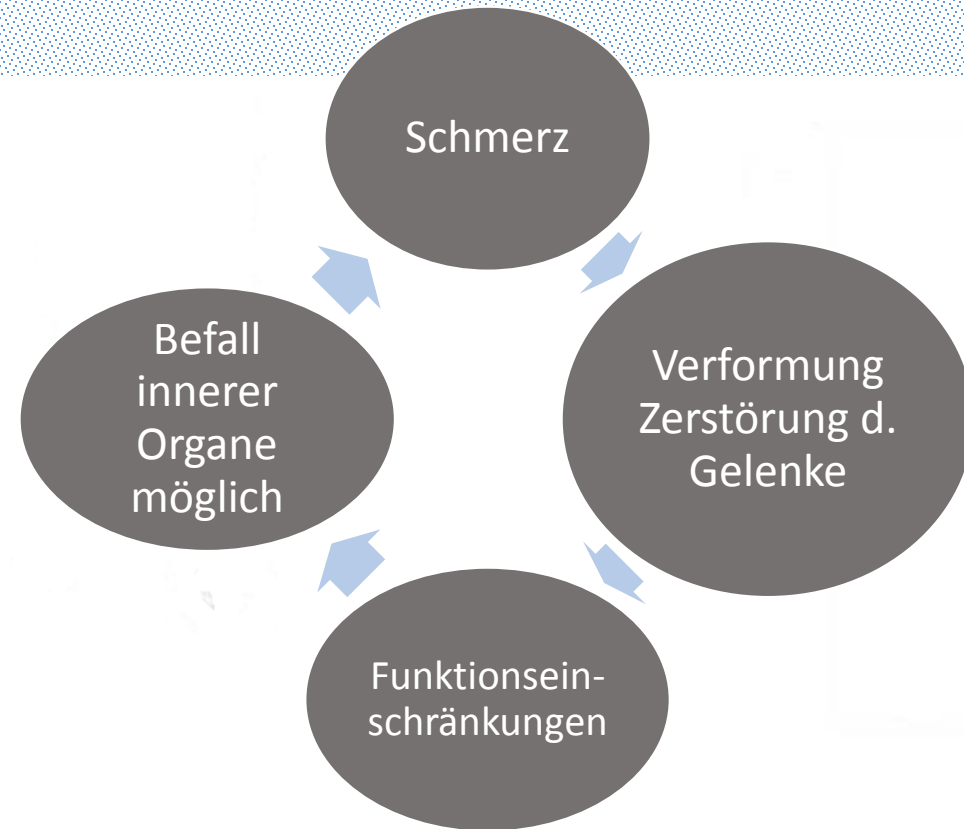 Schmerz
Verformung
Zerstörung d.
Gelenke
Funktionsein-
schränkungen
Befall
innerer
Organe
möglich